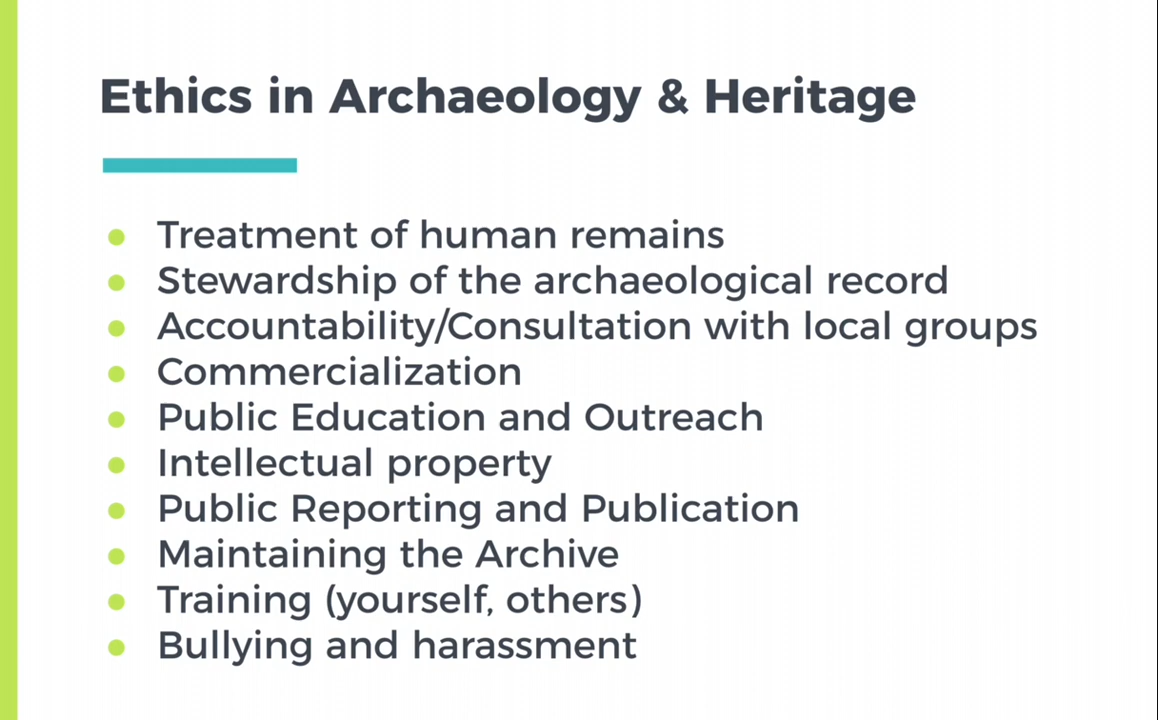 Ethics in Archaeology & Heritage
Treatment of human remains
Stewardship of the archaeological record
Accountability/Consultation with local groups
Commercialization
Public Education and Outreach
Intellectual property
Public Reporting and Publication
Maintaining the Archive
Training (yourself, others)
Bullying and harassment